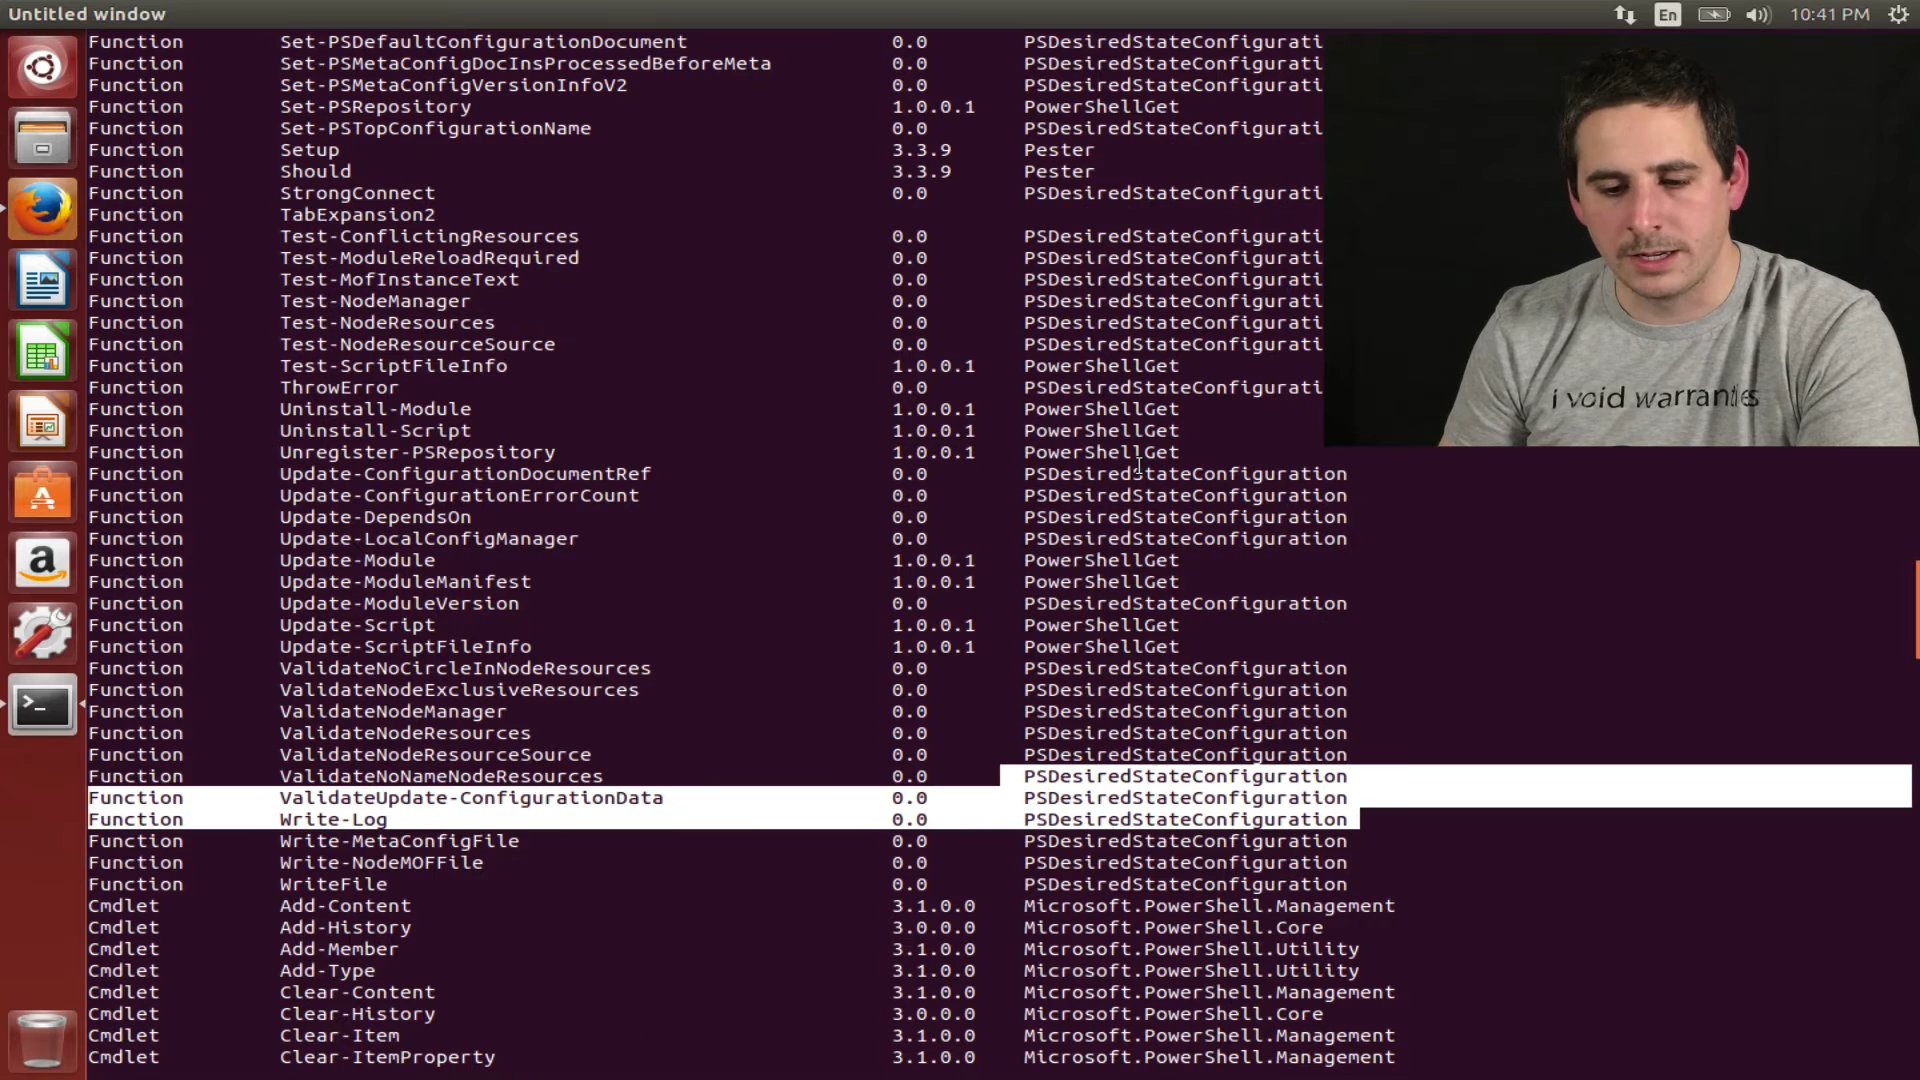 Untitled window
En
10:41 PM
Function Set-PSDefaultConfigurationDocument 0.0 PSDesiredStateConfigurati
Function Set-PSMetaConfigDocInsProcessedBeforeMeta 0.0 PSDesiredStateConfigurati
Function Set-PSMetaConfigVersionInfoV2 0.0 PSDesiredStateConfigurati
Function Set-PSRepository 1.0.0.1 PowerShellGet
Function Set-PSTopConfigurationName 0.0 PSDesiredStateConfigurati
Function Setup 3.3.9 Pester
Function Should 3.3.9 Pester
Function StrongConnect 0.0 PSDesiredStateConfigurati
Function TabExpansion2
Function Test-ConflictingResources 0.0 PSDesiredStateConfigurati
Function Test-ModuleReloadRequired 0.0 PSDesiredStateConfigurati
Function Test-MofInstanceText 0.0 PSDesiredStateConfigurati
Function Test-NodeManager 0.0 PSDesiredStateConfigurati
Function Test-NodeResources 0.0 PSDesiredStateConfigurati
Function Test-NodeResourceSource 0.0 PSDesiredStateConfigurati
Function Test-ScriptFileInfo 1.0.0.1 PowerShellGet
Function ThrowError 0.0 PSDesiredStateConfigurati
i void warranties
Function Uninstall-Module 1.0.0.1 PowerShellGet
Function Uninstall-Script 1.0.0.1 PowerShellGet
Function Unregister-PSRepository 1.0.0.1 PowerShellGet
Function Update-ConfigurationDocumentRef 0.0 PSDesiredStateConfiguration
Function Update-ConfigurationErrorCount 0.0 PSDesiredStateConfiguration
Function Update-DependsOn 0.0 PSDesiredStateConfiguration
Function Update-LocalConfigManager 0.0 PSDesiredStateConfiguration
Function Update-Module 1.0.0.1 PowerShellGet
Function Update-ModuleManifest 1.0.0.1 PowerShellGet
Function Update-ModuleVersion 0.0 PSDesiredStateConfiguration
Function Update-Script 1.0.0.1 PowerShellGet
Function Update-ScriptFileInfo 1.0.0.1 PowerShellGet
Function ValidateNoCircleInNodeResources 0.0 PSDesiredStateConfiguration
Function ValidateNodeExclusiveResources 0.0 PSDesiredStateConfiguration
Function ValidateNodeManager 0.0 PSDesiredStateConfiguration
Function ValidateNodeResources 0.0 PSDesiredStateConfiguration
Function ValidateNodeResourceSource 0.0 PSDesiredStateConfiguration
Function ValidateNoNameNodeResources 0.0 PSDesiredStateConfiguration
Function ValidateUpdate-ConfigurationData 0.0 PSDesiredStateConfiguration
Function Write-Log 0.0 PSDesiredStateConfiguration
Function Write-MetaConfigFile 0.0 PSDesiredStateConfiguration
Function Write-NodeMOFFile 0.0 PSDesiredStateConfiguration
Function WriteFile 0.0 PSDesiredStateConfiguration
Cmdlet Add-Content 3.1.0.0 Microsoft.PowerShell.Management
Cmdlet Add-History 3.0.0.0 Microsoft.PowerShell.Core
Cmdlet Add-Member 3.1.0.0 Microsoft.PowerShell.Utility
Cmdlet Add-Type 3.1.0.0 Microsoft.PowerShell.Utility
Cmdlet Clear-Content 3.1.0.0 Microsoft.PowerShell.Management
Cmdlet Clear-History 3.0.0.0 Microsoft.PowerShell.Core
Cmdlet Clear-Item 3.1.0.0 Microsoft.PowerShell.Management
Cmdlet Clear-ItemProperty 3.1.0.0 Microsoft.PowerShell.Management